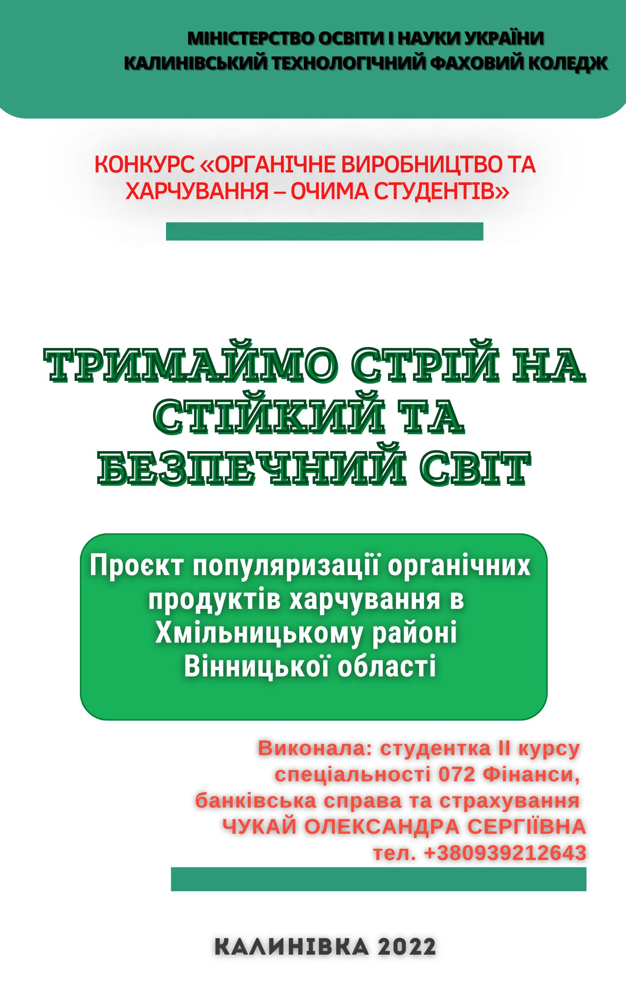 МІНІСТЕРСТВО ОСВІТИ І НАУКИ УКРАЇНИ
КАЛИНІВСЬКИЙ ТЕХНОЛОГІЧНИЙ ФАХОВИЙ КОЛЕДЖ
КОНКУРС «ОРГАНІЧНЕ ВИРОБНИЦТВО ТА
ХАРЧУВАННЯ – ОЧИМА СТУДЕНТІВ»
ТРИМАЙМО СТРІЙ НА
СТІЙКИЙ ТА
БЕЗПЕЧНИЙ СВІТ
Проєкт популяризації органічних
продуктів харчування в
Хмільницькому районі
Вінницької області
Виконала: студентка ІІ курсу
спеціальності 072 Фінанси,
банківська справа та страхування
ЧУКАЙ ОЛЕКСАНДРА СЕРГІЇВНА
тел. +380939212643
КАЛИНІВКА 2022